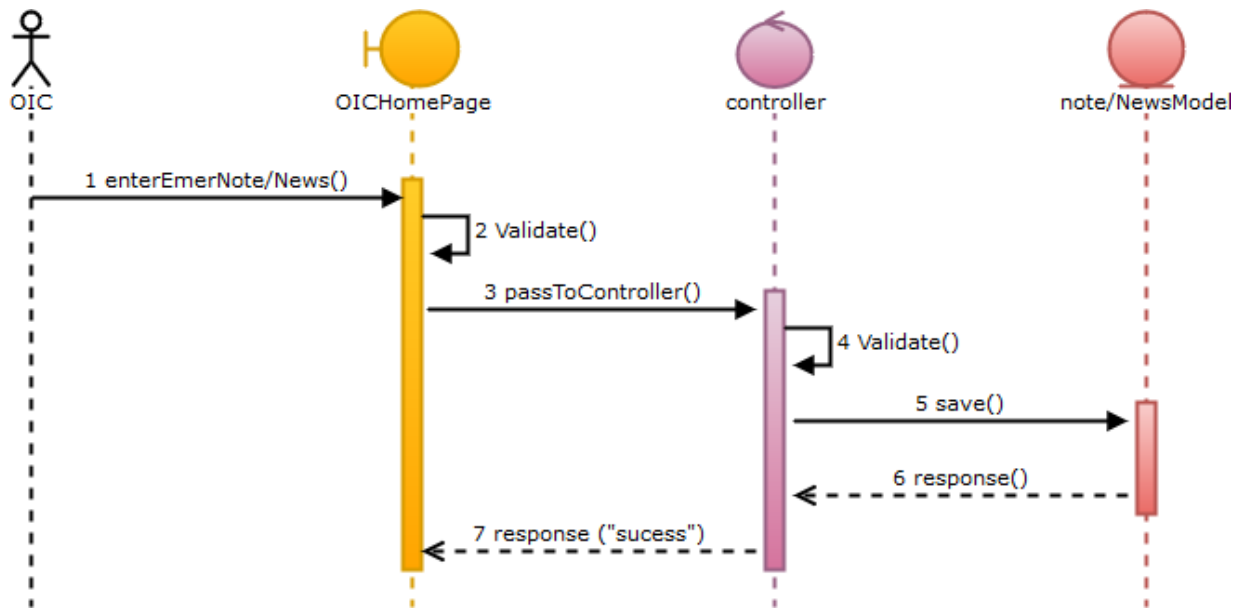 OIC
OICHomePage
controller
note/NewsModel
1 enterEmerNote/News()
2 Validate()
3 passToController()
4 Validate()
5 save()
6 response()
7 response ("sucess")